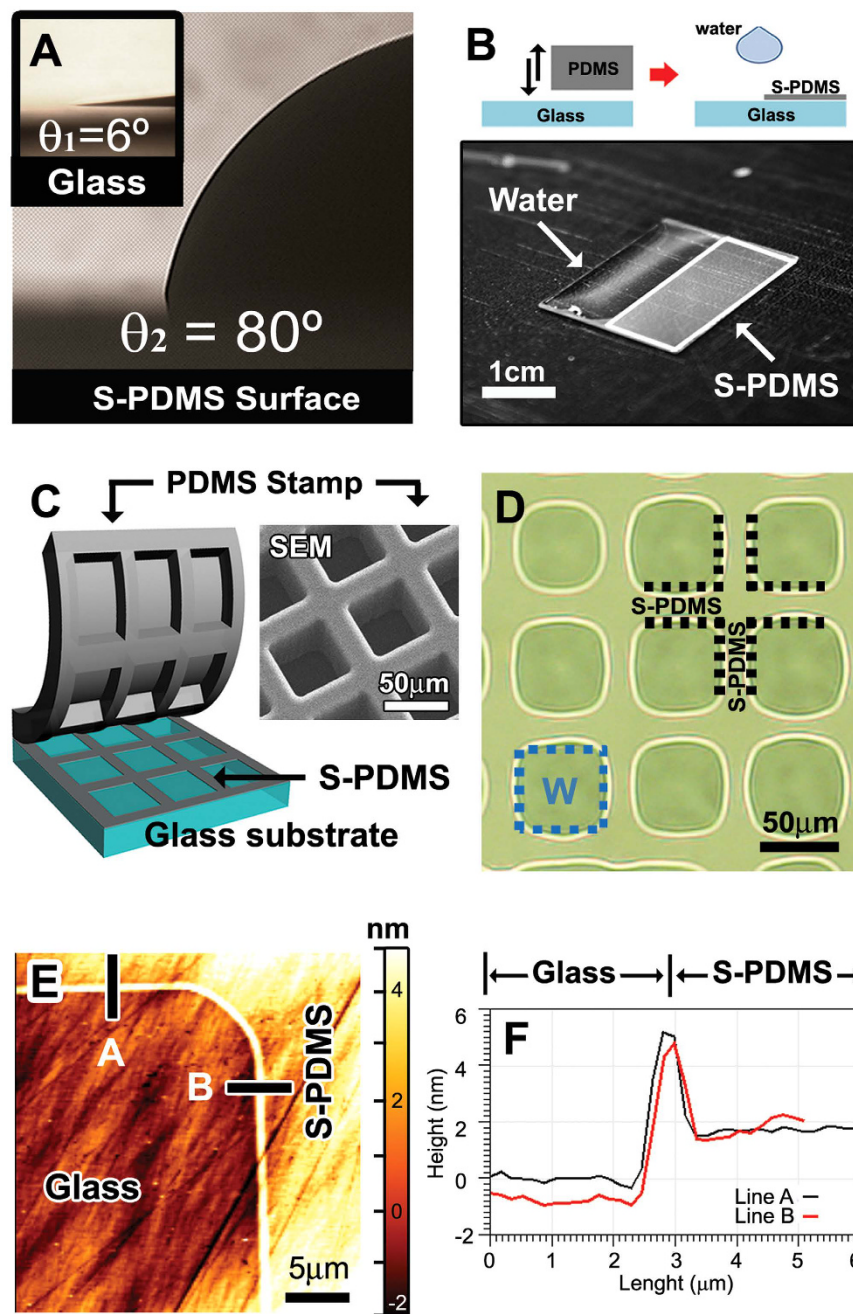 A
θ1=6º
Glass
θ2 = 80º
S-PDMS Surface
B
PDMS
Glass
water
S-PDMS
Glass
Water
S-PDMS
1cm
C
PDMS Stamp
SEM
50µm
S-PDMS
Glass substrate
D
S-PDMS
S-PDMS
W
50µm
E
A
B
S-PDMS
Glass
5µm
nm
4
2
0
-2
Glass
S-PDMS
F
6
4
2
0
-2
Height (nm)
Line A
Line B
0
1
2
3
4
5
6
Lenght (µm)